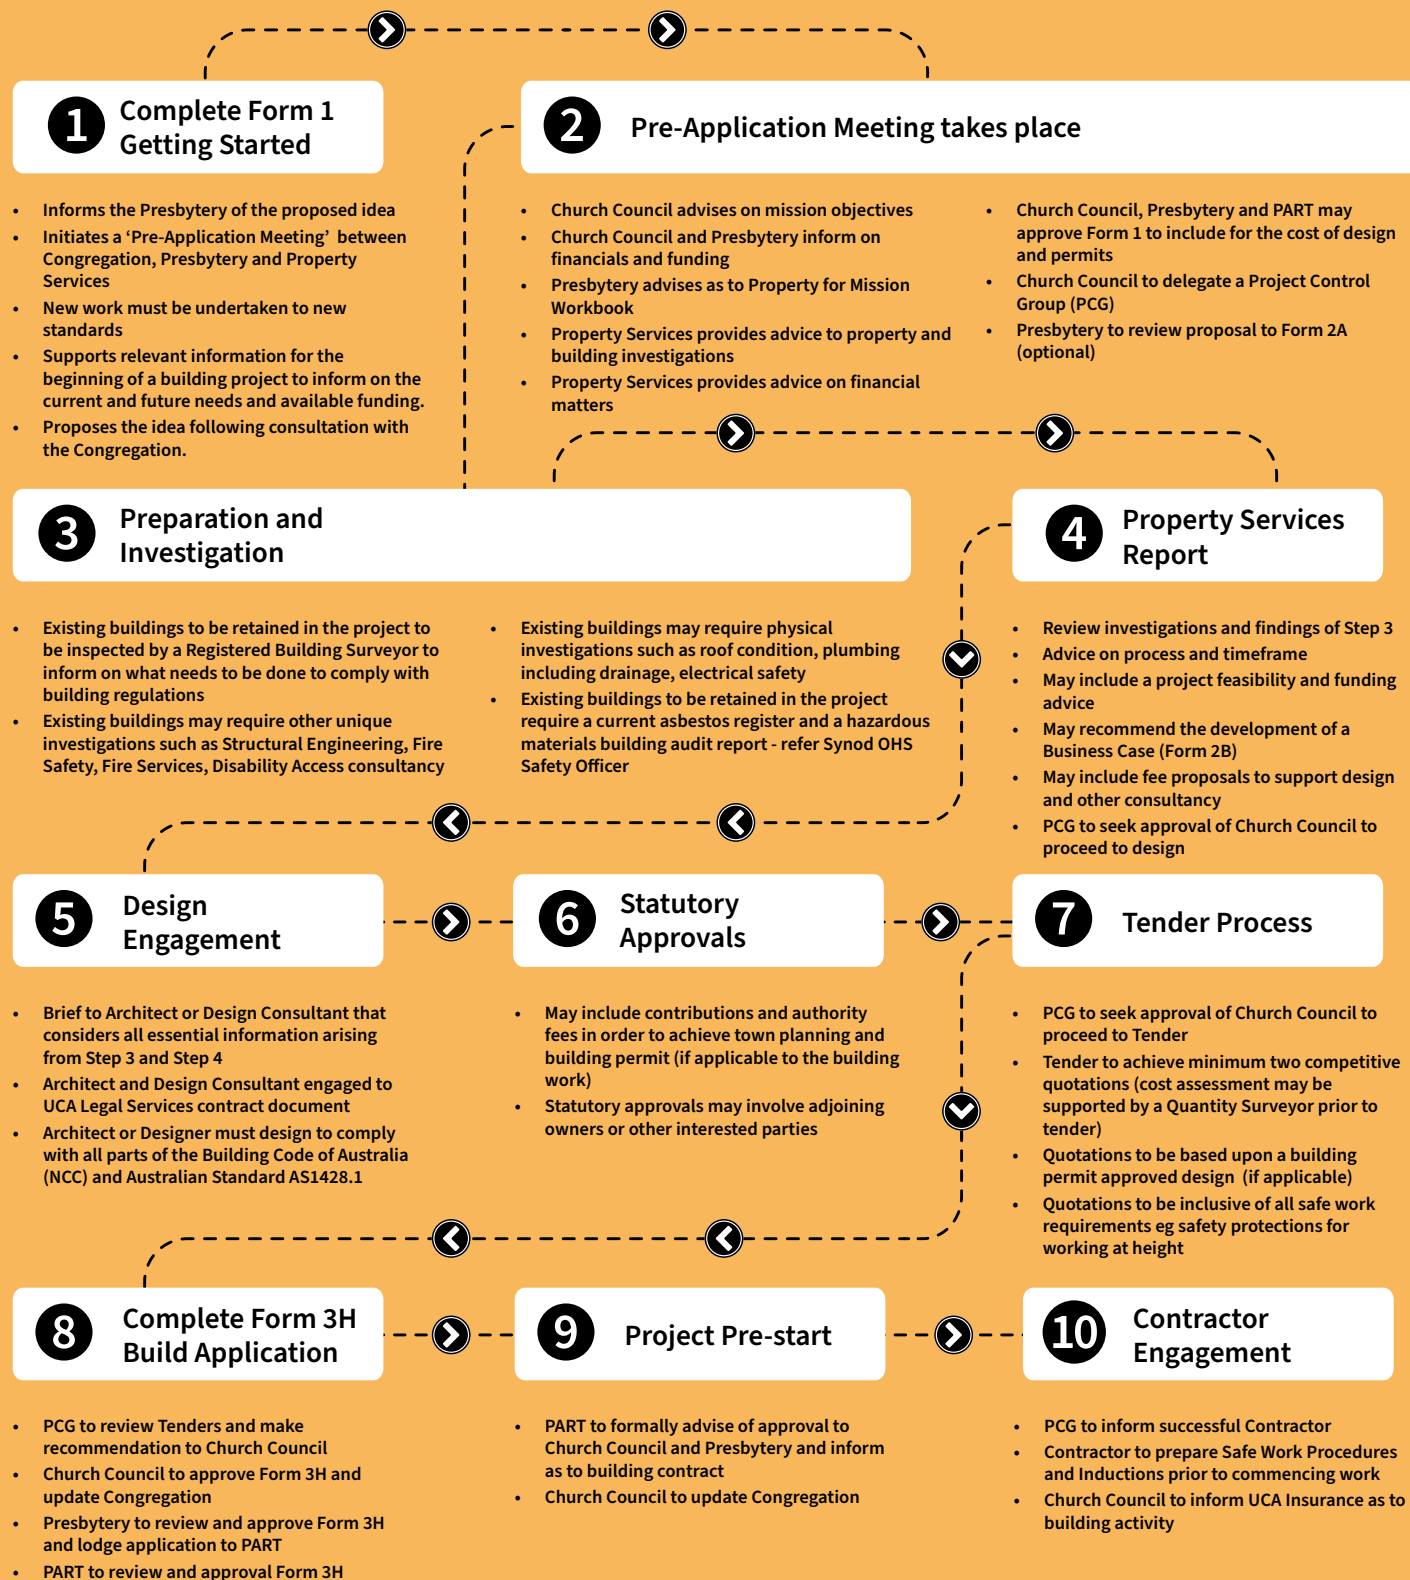 1
Complete Form 1
Getting Started
2
Pre-Application Meeting takes place
• Informs the Presbytery of the proposed idea
• Initiates a ‘Pre-Application Meeting’  between
Congregation, Presbytery and Property
Services
• New work must be undertaken to new
standards
• Supports relevant information for the
beginning of a building project to inform on the
current and future needs and available funding.
• Proposes the idea following consultation with
the Congregation.
• Church Council advises on mission objectives
• Church Council and Presbytery inform on
financials and funding
• Presbytery advises as to Property for Mission
Workbook
• Property Services provides advice to property and
building investigations
• Property Services provides advice on financial
matters
• Church Council, Presbytery and PART may
approve Form 1 to include for the cost of design
and permits
• Church Council to delegate a Project Control
Group (PCG)
• Presbytery to review proposal to Form 2A
(optional)
3
Preparation and
Investigation
4
Property Services
Report
• Existing buildings to be retained in the project to
be inspected by a Registered Building Surveyor to
inform on what needs to be done to comply with
building regulations
• Existing buildings may require other unique
investigations such as Structural Engineering, Fire
Safety, Fire Services, Disability Access consultancy
• Existing buildings may require physical
investigations such as roof condition, plumbing
including drainage, electrical safety
• Existing buildings to be retained in the project
require a current asbestos register and a hazardous
materials building audit report - refer Synod OHS
Safety Officer
• Review investigations and findings of Step 3
• Advice on process and timeframe
• May include a project feasibility and funding
advice
• May recommend the development of a
Business Case (Form 2B)
• May include fee proposals to support design
and other consultancy
• PCG to seek approval of Church Council to
proceed to design
5
Design
Engagement
6
Statutory
Approvals
7
Tender Process
• Brief to Architect or Design Consultant that
considers all essential information arising
from Step 3 and Step 4
• Architect and Design Consultant engaged to
UCA Legal Services contract document
• Architect or Designer must design to comply
with all parts of the Building Code of Australia
(NCC) and Australian Standard AS1428.1
• May include contributions and authority
fees in order to achieve town planning and
building permit (if applicable to the building
work)
• Statutory approvals may involve adjoining
owners or other interested parties
• PCG to seek approval of Church Council to
proceed to Tender
• Tender to achieve minimum two competitive
quotations (cost assessment may be
supported by a Quantity Surveyor prior to
tender)
• Quotations to be based upon a building
permit approved design  (if applicable)
• Quotations to be inclusive of all safe work
requirements eg safety protections for
working at height
8
Complete Form 3H
Build Application
9
Project Pre-start
10
Contractor
Engagement
• PCG to review Tenders and make
recommendation to Church Council
• Church Council to approve Form 3H and
update Congregation
• Presbytery to review and approve Form 3H
and lodge application to PART
• PART to review and approval Form 3H
• PART to formally advise of approval to
Church Council and Presbytery and inform
as to building contract
• Church Council to update Congregation
• PCG to inform successful Contractor
• Contractor to prepare Safe Work Procedures
and Inductions prior to commencing work
• Church Council to inform UCA Insurance as to
building activity